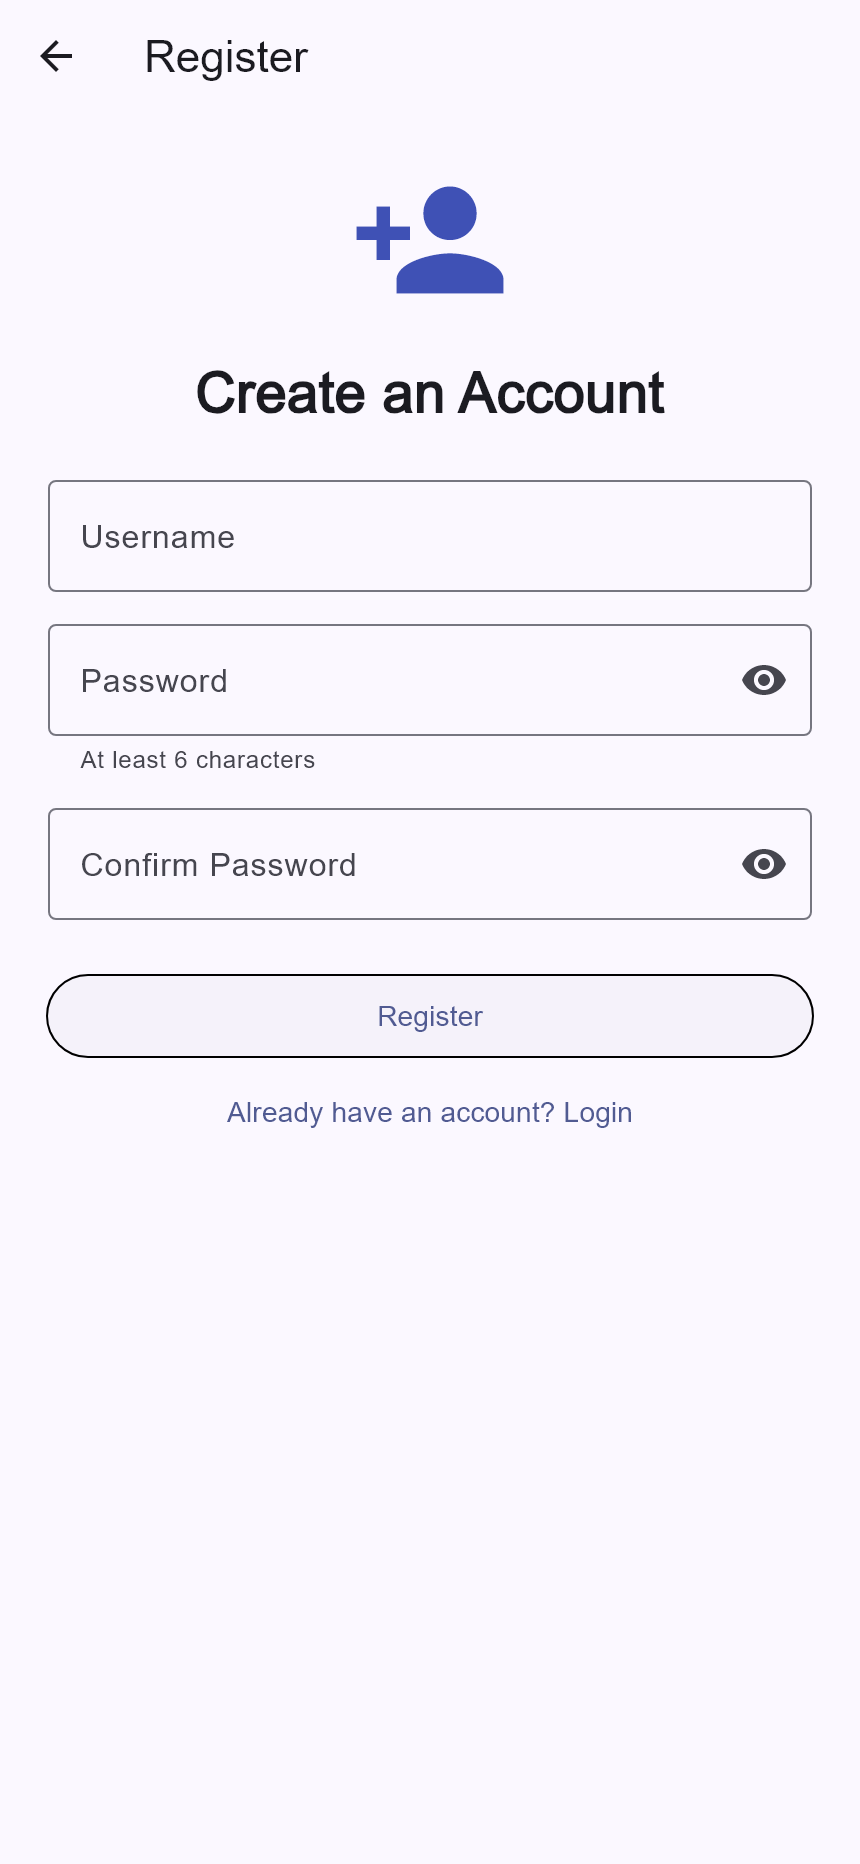 Register
Create an Account
Username
Password
At least 6 characters
Confirm Password
Register
Already have an account? Login